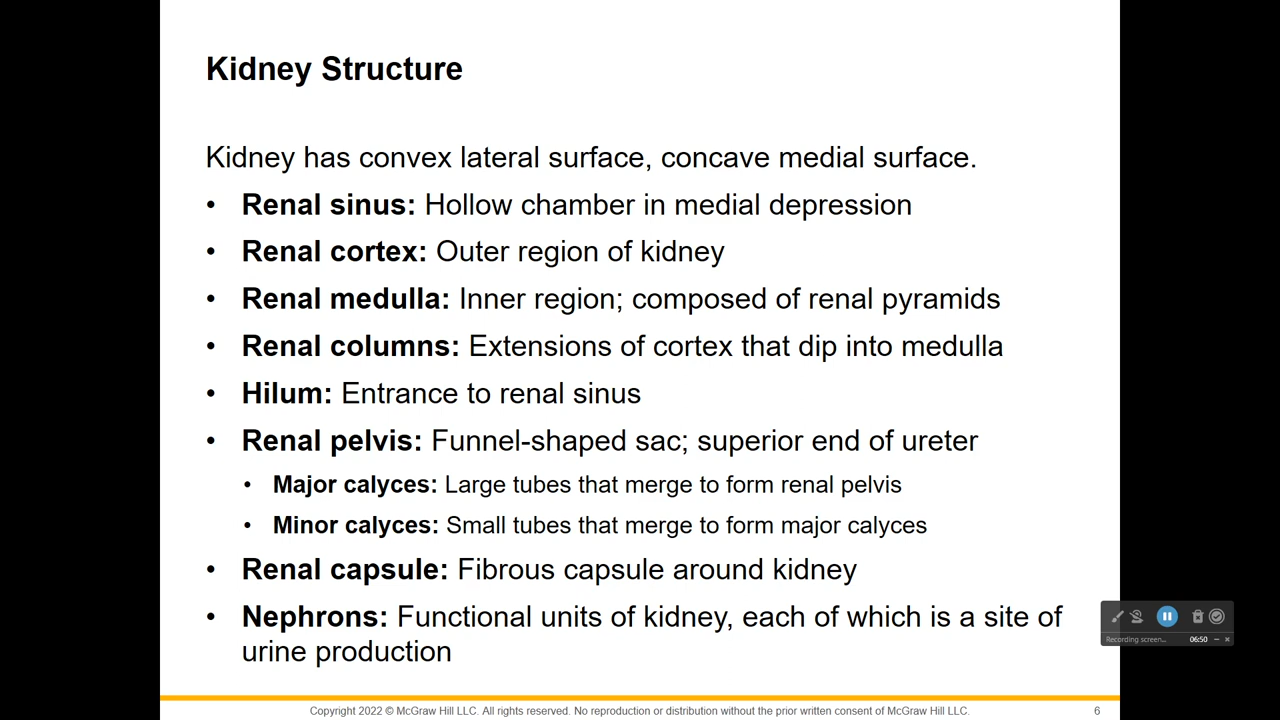 Kidney Structure
Kidney has convex lateral surface, concave medial surface.
• Renal sinus: Hollow chamber in medial depression
• Renal cortex: Outer region of kidney
• Renal medulla: Inner region; composed of renal pyramids
• Renal columns: Extensions of cortex that dip into medulla
• Hilum: Entrance to renal sinus
• Renal pelvis: Funnel-shaped sac; superior end of ureter
• Major calyces: Large tubes that merge to form renal pelvis
• Minor calyces: Small tubes that merge to form major calyces
• Renal capsule: Fibrous capsule around kidney
• Nephrons: Functional units of kidney, each of which is a site of
urine production
Recording screen... 06:50
Copyright 2022 © McGraw Hill LLC. All rights reserved. No reproduction or distribution without the prior written consent of McGraw Hill LLC. 6